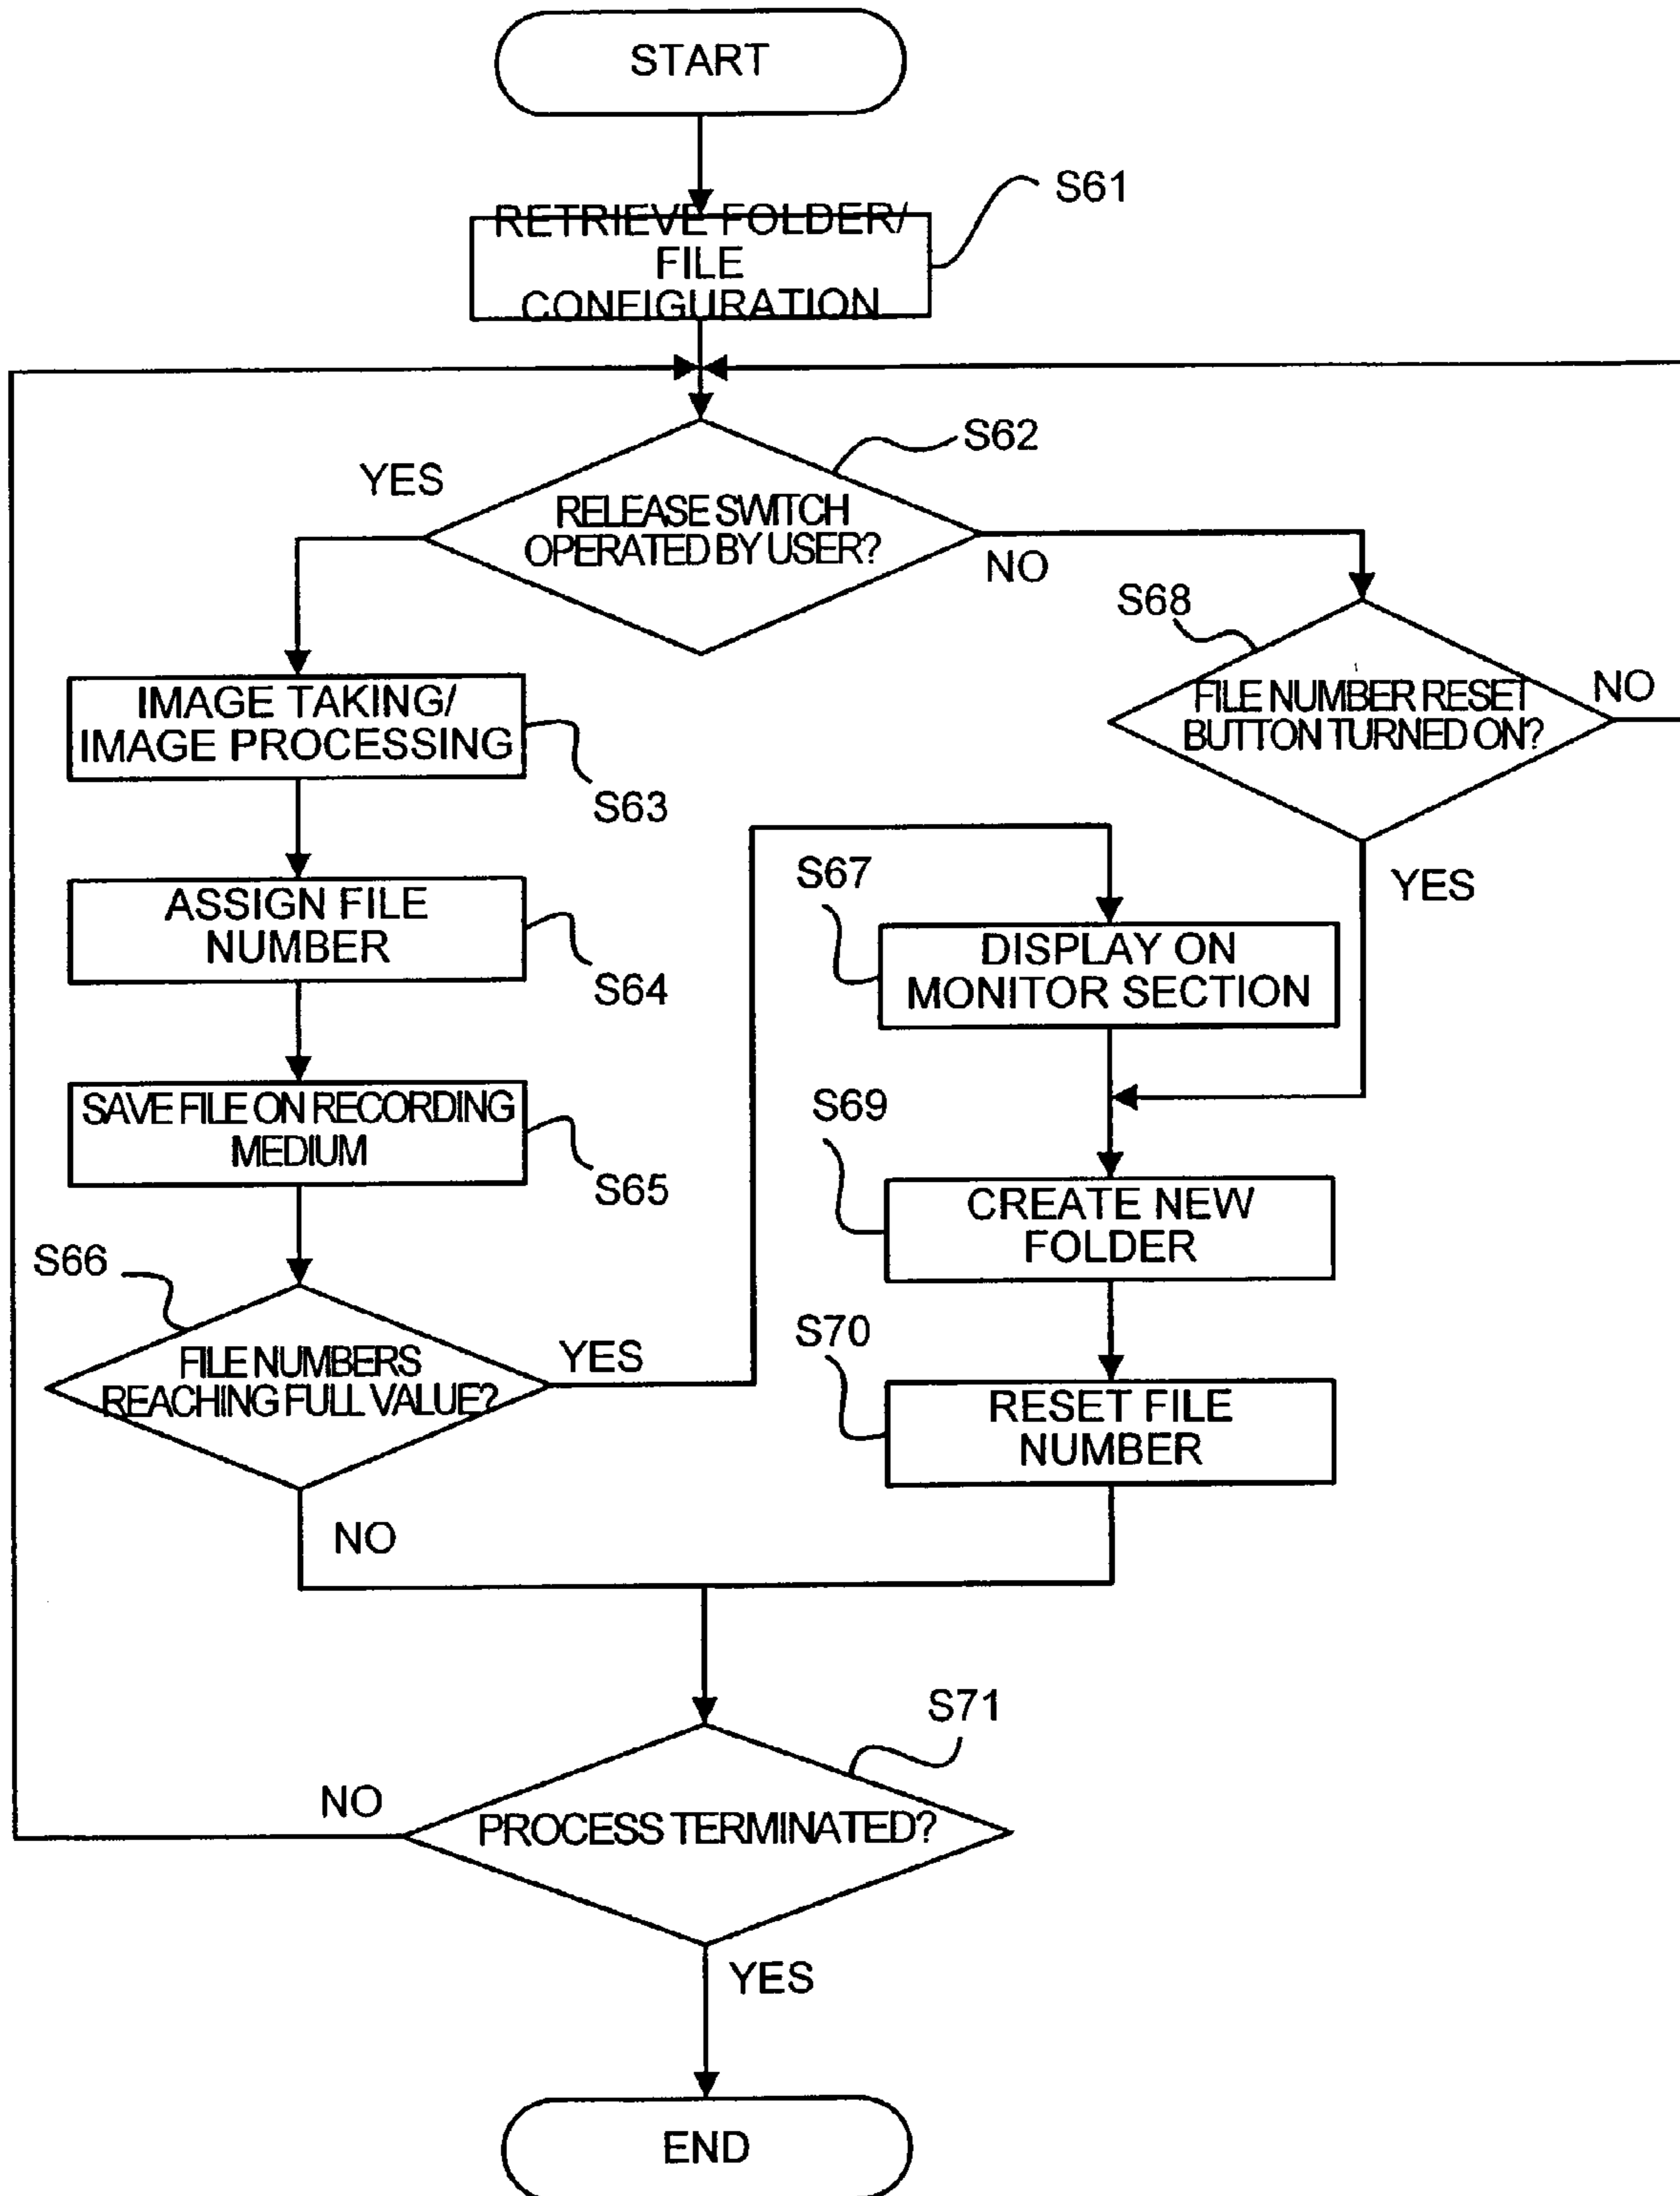 START
S61
RETRIEVE FOLDER/
FILE
CONFIGURATION
S62
YES
RELEASE SWITCH
OPERATED BY USER?
NO
S68
FILE NUMBER RESET
BUTTON TURNED ON?
NO
YES
IMAGE TAKING/
IMAGE PROCESSING
S63
ASSIGN FILE
NUMBER
S64
SAVE FILE ON RECORDING
MEDIUM
S65
S66
FILE NUMBERS
REACHING FULL VALUE?
YES
NO
S67
DISPLAY ON
MONITOR SECTION
S69
CREATE NEW
FOLDER
S70
RESET FILE
NUMBER
S71
NO
PROCESS TERMINATED?
YES
END